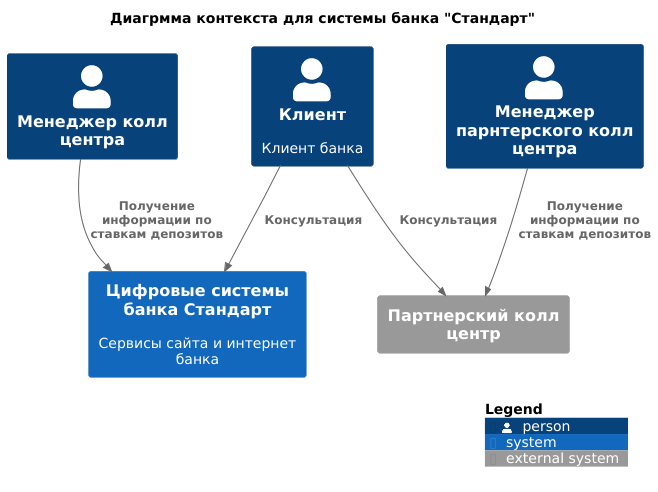 Диагрмма контекста для системы банка "Стандарт"
Менеджер колл
центра
Клиент
Клиент банка
Менеджер
парнтерского колл
центра
Получение
информации по
ставкам депозитов
Консультация
Консультация
Получение
информации по
ставкам депозитов
Цифровые системы
банка Стандарт
Сервисы сайта и интернет
банка
Партнерский колл
центр
Legend
person
system
external system